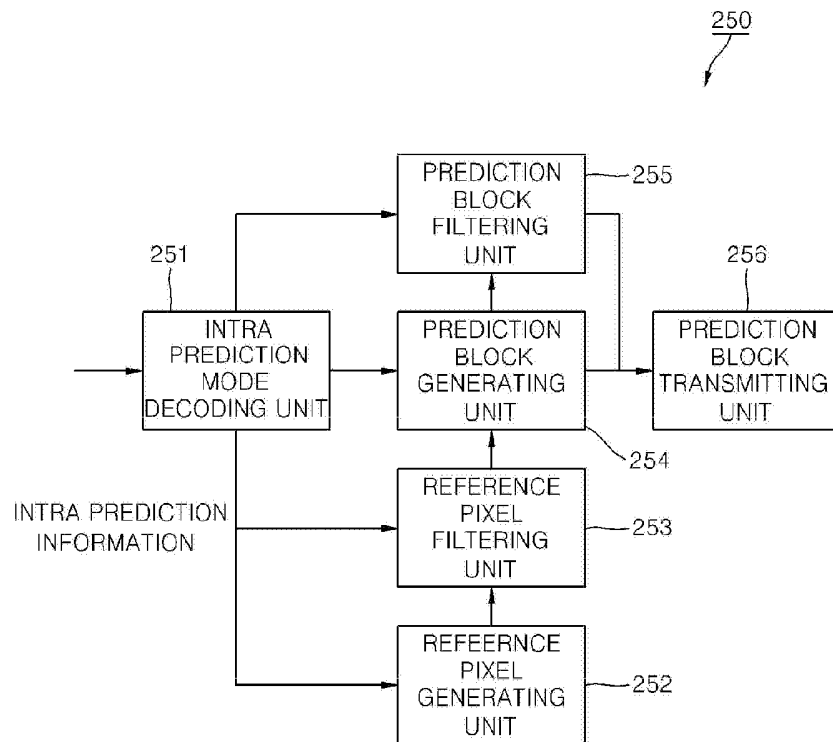 250
PREDICTION
BLOCK
FILTERING
UNIT
255
251
INTRA
PREDICTION
MODE
DECODING UNIT
PREDICTION
BLOCK
GENERATING
UNIT
254
256
PREDICTION
BLOCK
TRANSMITTING
UNIT
INTRA PREDICTION
INFORMATION
REFERENCE
PIXEL
FILTERING
UNIT
253
REFEERNCE
PIXEL
GENERATING
UNIT
252